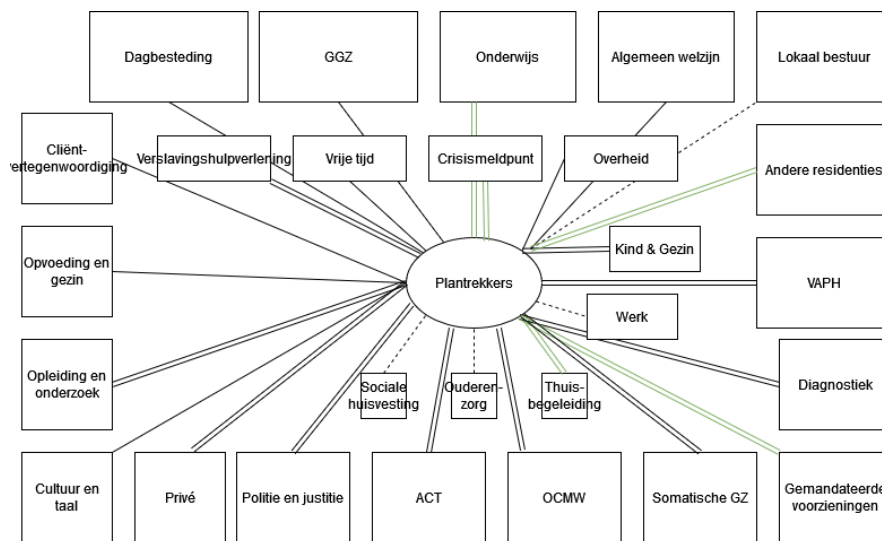 Dagbesteding
GGZ
Onderwijs
Algemeen welzijn
Lokaal bestuur
Cliënt-
vertegenwoordiging
Verslavingshulpverlening
Vrije tijd
Crisismeldpunt
Overheid
Andere residenties
Opvoeding en
gezin
Plantrekkers
Kind & Gezin
VAPH
Werk
Opleiding en
onderzoek
Sociale
huisvesting
Ouderen-
zorg
Thuis-
begeleiding
Diagnostiek
Cultuur en
taal
Privé
Politie en justitie
ACT
OCMW
Somatische GZ
Gemandateerde
voorzieningen